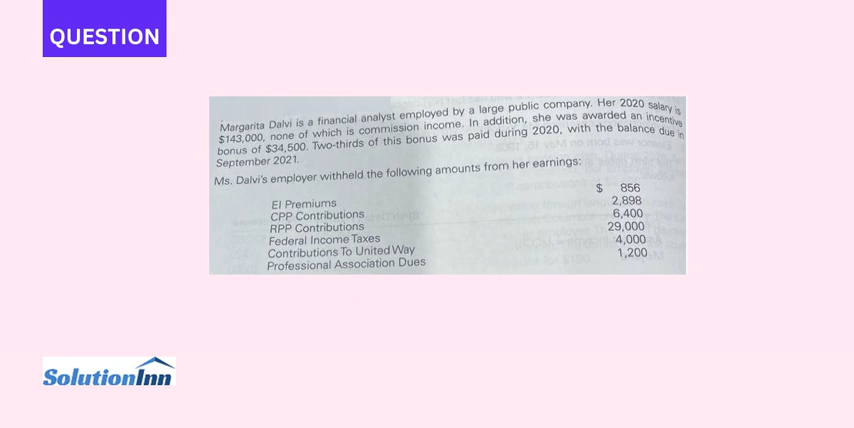 QUESTION
Margarita Dalvi is a financial analyst employed by a large public company. Her 2020 salary is
$143,000, none of which is commission income. In addition, she was awarded an incentive
bonus of $34,500. Two-thirds of this bonus was paid during 2020, with the balance due in
September 2021.
Ms. Dalvi's employer withheld the following amounts from her earnings:
EI Premiums $ 856
CPP Contributions 2,898
RPP Contributions 6,400
Federal Income Taxes 29,000
Contributions To United Way 4,000
Professional Association Dues 1,200
SolutionInn